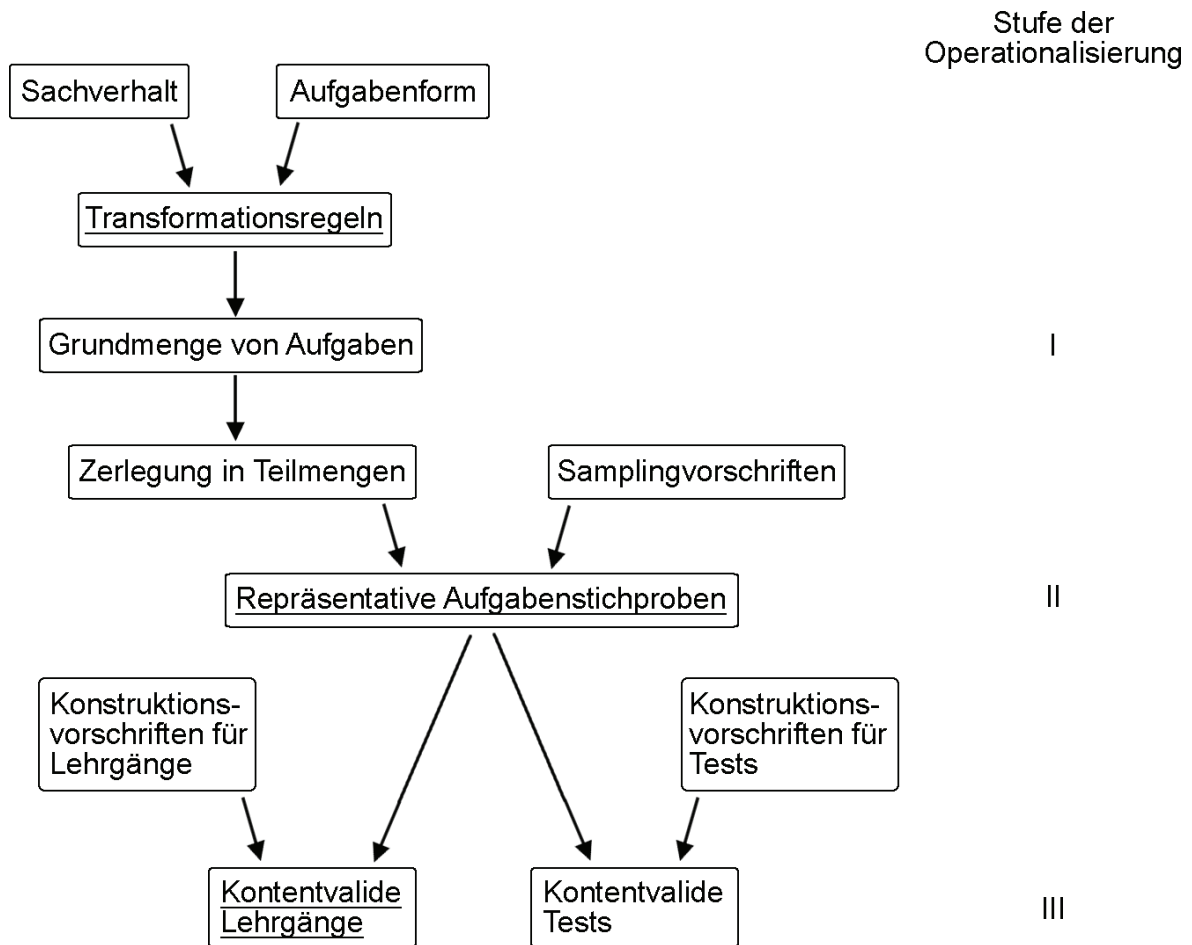 Stufe der
Operationalisierung
Sachverhalt
Aufgabenform
Transformationsregeln
Grundmenge von Aufgaben
I
Zerlegung in Teilmengen
Samplingvorschriften
Repräsentative Aufgabenstichproben
II
Konstruktions-
vorschriften für
Lehrgänge
Konstruktions-
vorschriften für
Tests
Kontentvalide
Lehrgänge
Kontentvalide
Tests
III